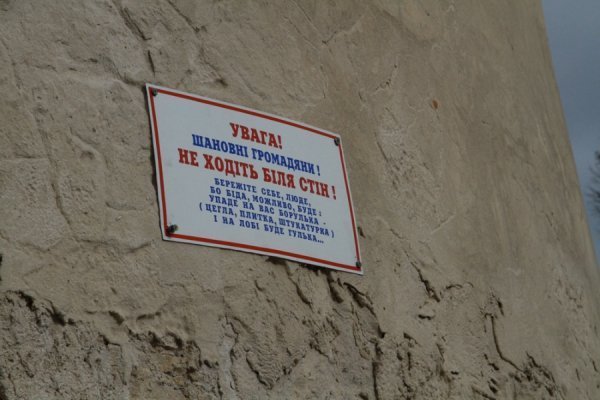 УВАГА!
ШАНОВНІ ГРОМАДЯНИ!
НЕ ХОДІТЬ БІЛЯ СТІН!
БЕРЕЖІТЕ СЕБЕ, ЛЮДЕ,
БО БІДА, МОЖЛИВО, БУДЕ:
УПАДЕ НА ВАС БОРУЛЬКА -
(ЦЕГЛА, ПЛИТКА, ШТУКАТУРКА)
І НА ЛОБІ БУДЕ ГУЛЬКА...